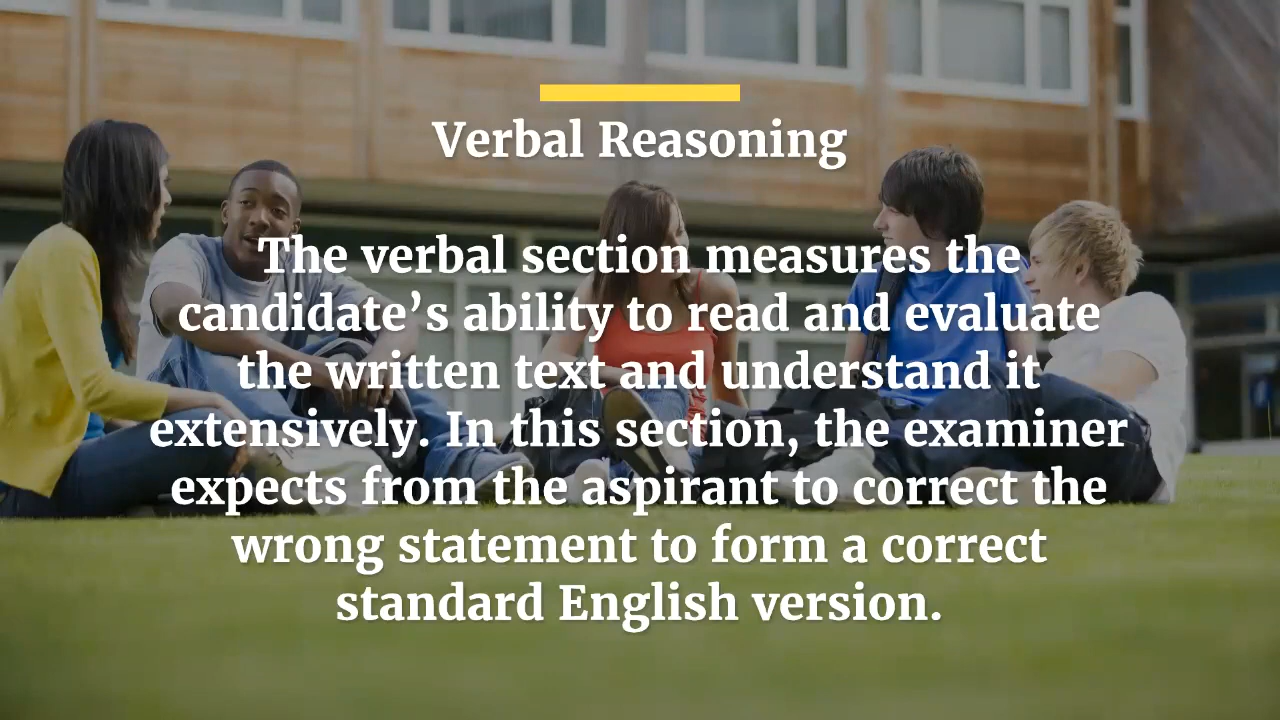 Verbal Reasoning
The verbal section measures the
candidate’s ability to read and evaluate
the written text and understand it
extensively. In this section, the examiner
expects from the aspirant to correct the
wrong statement to form a correct
standard English version.